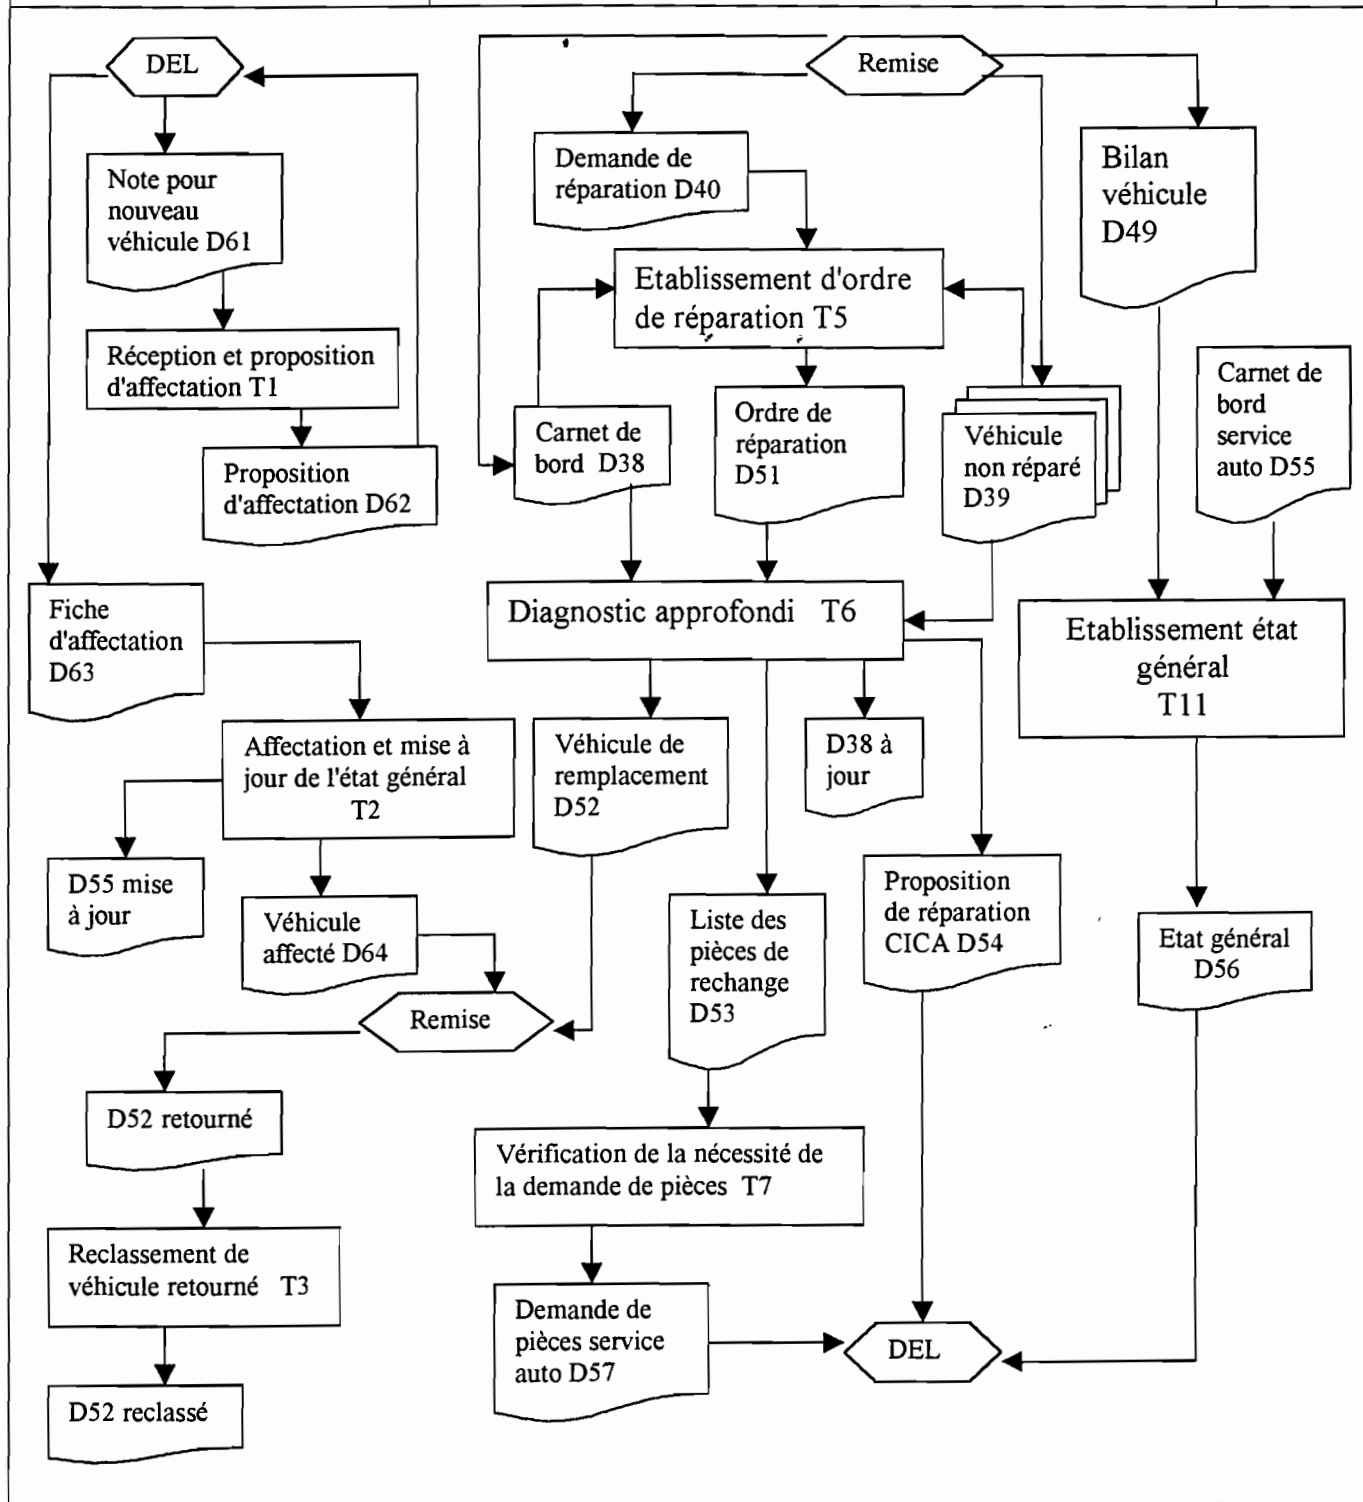 DEL
Remise
Note pour
nouveau
véhicule D61
Demande de
réparation D40
Bilan
véhicule
D49
Etablissement d'ordre
de réparation T5
Réception et proposition
d'affectation T1
Carnet de
bord
service
auto D55
Carnet de
bord D38
Ordre de
réparation
D51
Véhicule
non réparé
D39
Proposition
d'affectation D62
Fiche
d'affectation
D63
Diagnostic approfondi T6
Etablissement état
général
T11
Affectation et mise à
jour de l'état général
T2
Véhicule de
remplacement
D52
D38 à
jour
D55 mise
à jour
Véhicule
affecté D64
Liste des
pièces de
rechange
D53
Proposition
de réparation
CICA D54
Etat général
D56
Remise
D52 retourné
Vérification de la nécessité de
la demande de pièces T7
Reclassement de
véhicule retourné T3
Demande de
pièces service
auto D57
DEL
D52 reclassé